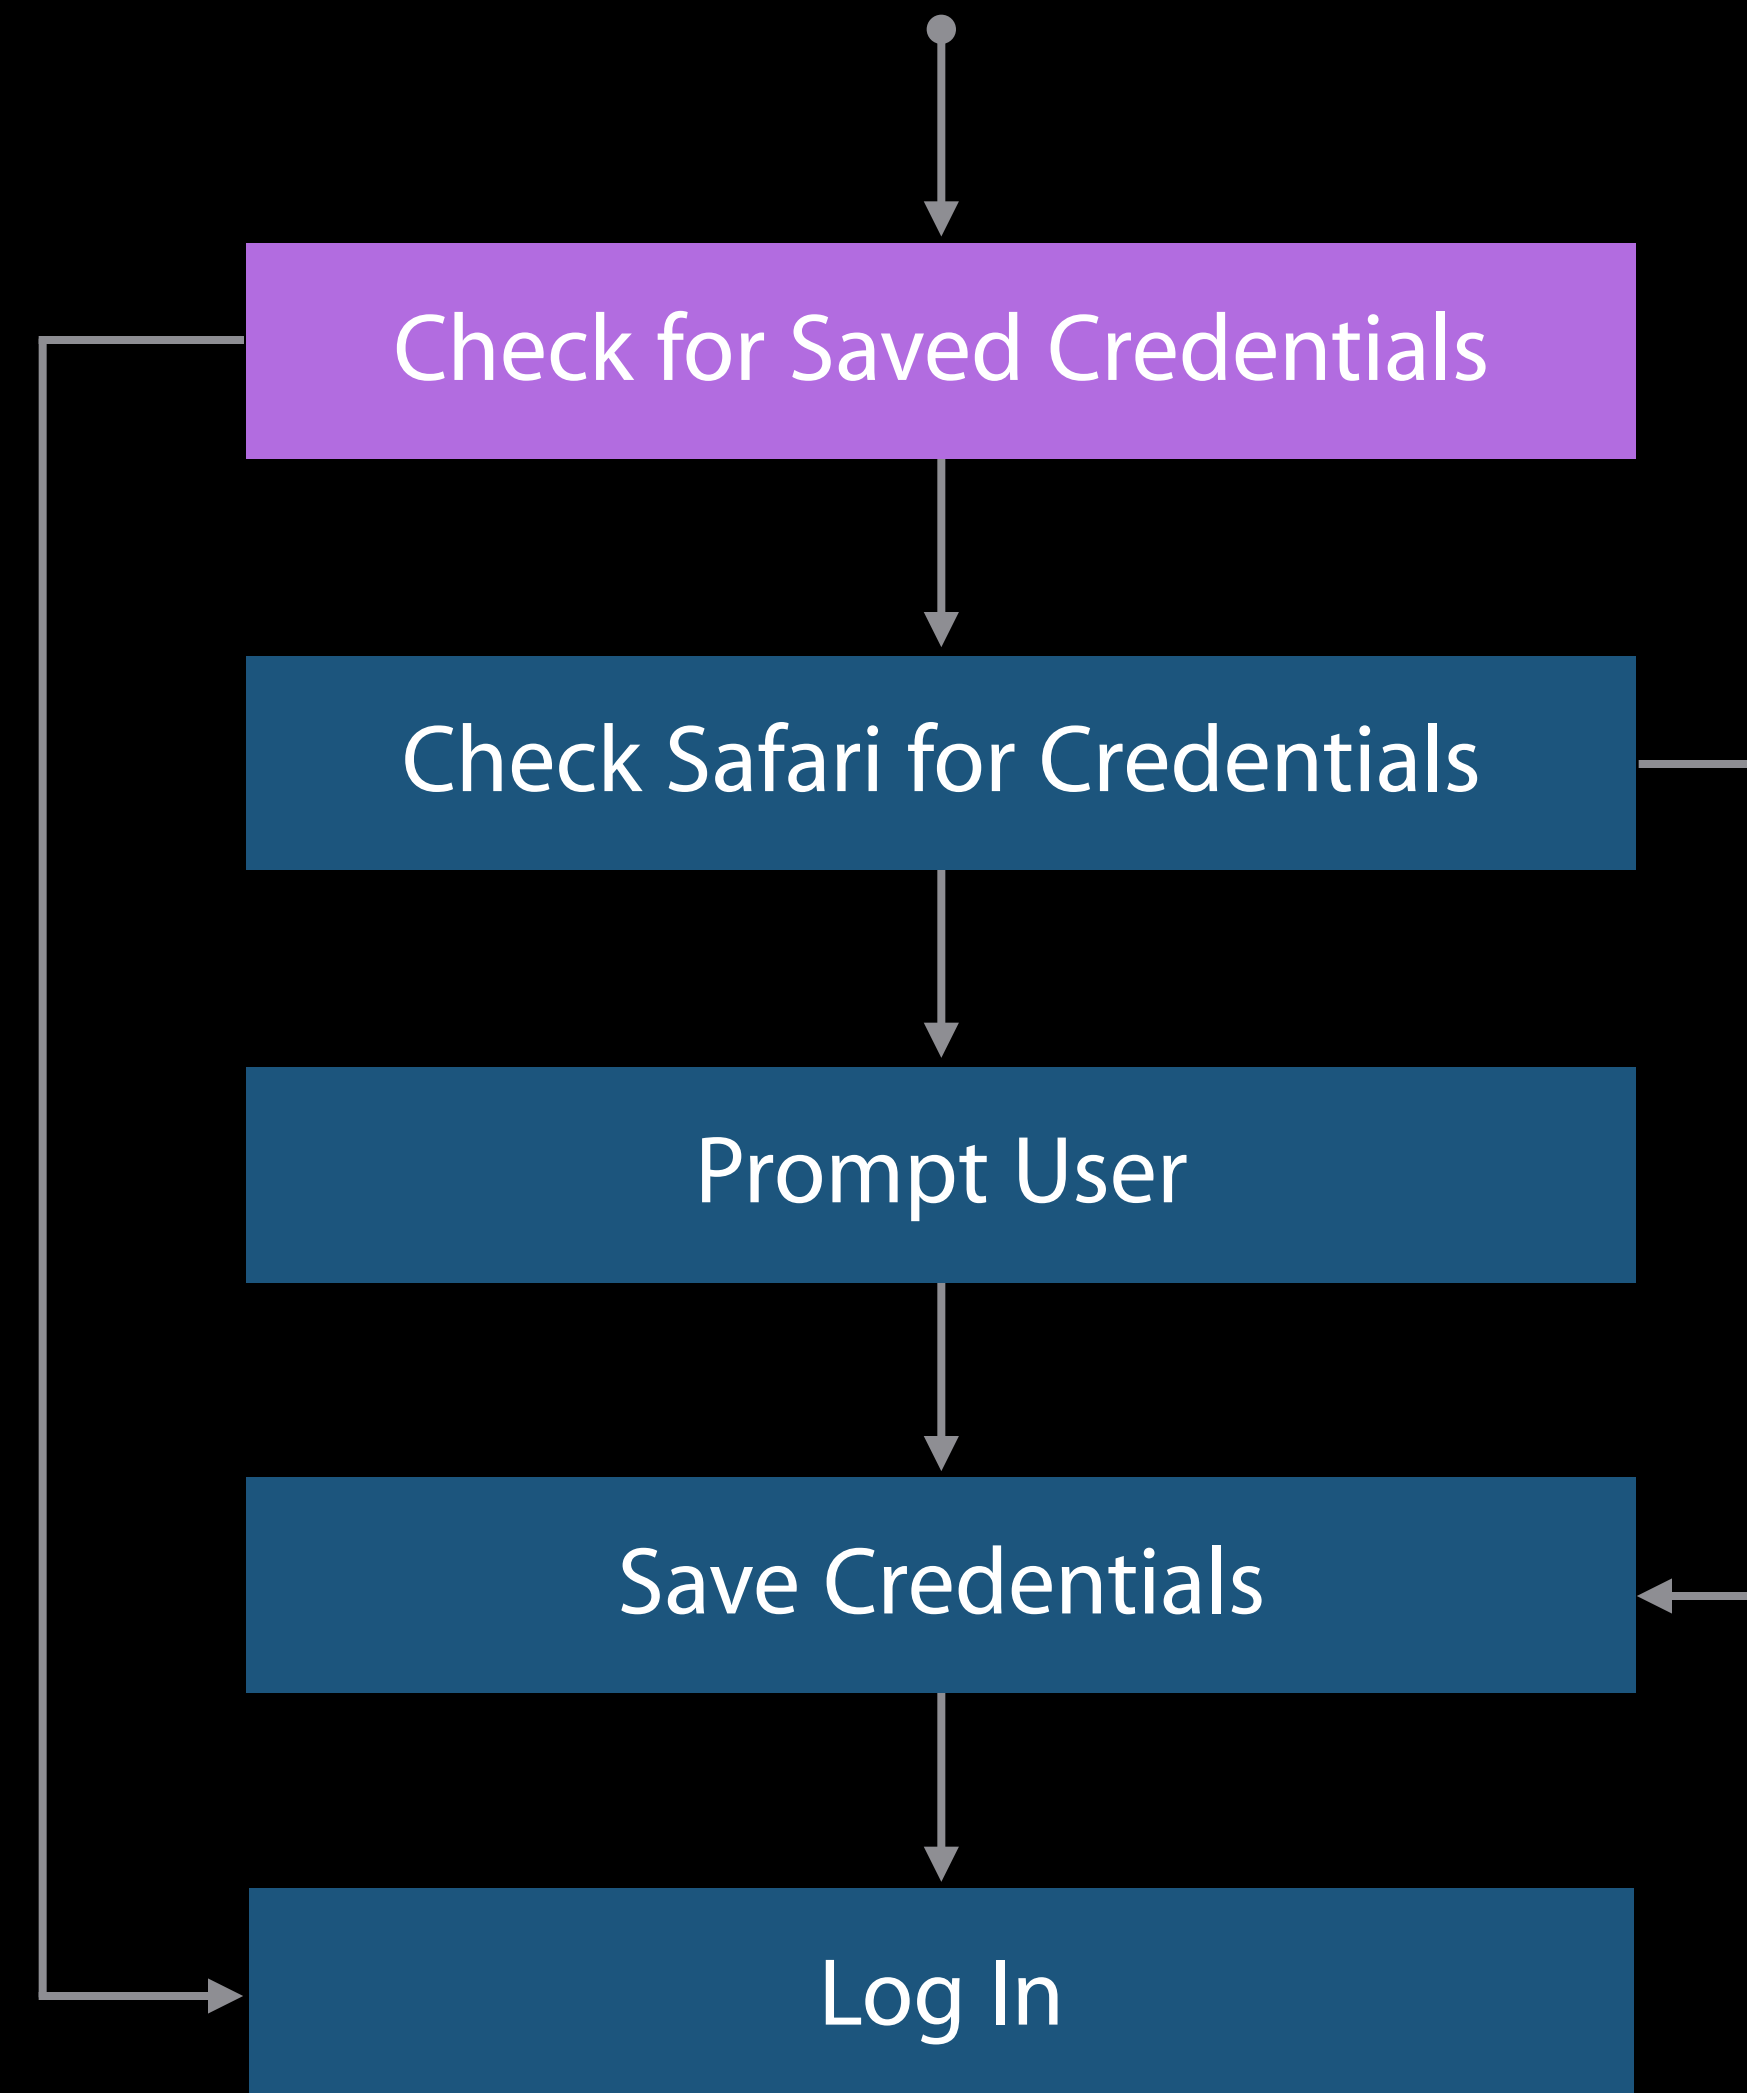 Check for Saved Credentials
Check Safari for Credentials
Prompt User
Save Credentials
Log In